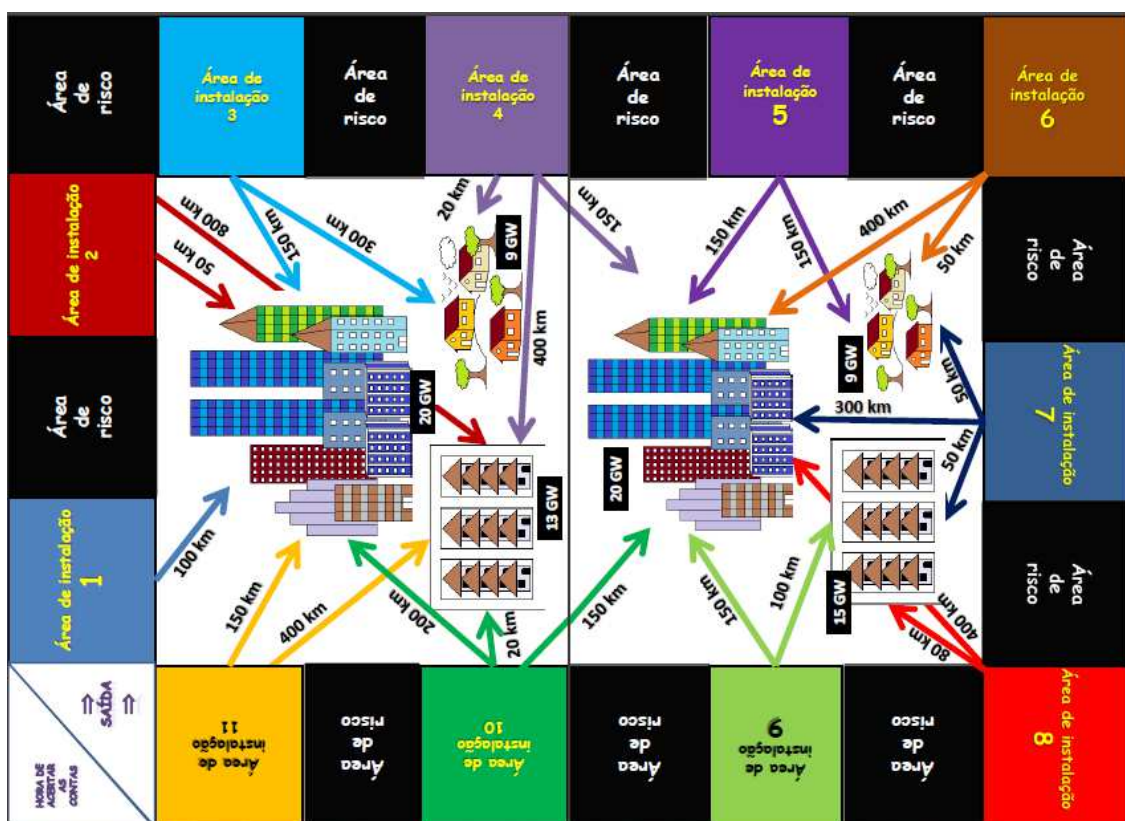 Área
de
risco
Área de
instalação
3
Área
de
risco
Área de
instalação
4
Área
de
risco
Área de
instalação
5
Área
de
risco
Área de
instalação
6
Área de instalação
2
800 km
50 km
150 km
300 km
20 km
9 GW
400 km
150 km
150 km
150 km
400 km
50 km
Área
de
risco
Área
de
risco
20 GW
13 GW
20 GW
300 km
9 GW
50 km
50 km
Área de instalação
7
Área de instalação
1
100 km
150 km
400 km
200 km
20 km
150 km
150 km
100 km
15 GW
400 km
80 km
Área
de
risco
⇒
SAÍDA
⇒
HORA DE
ACERTAR
AS
CONTAS
Área de
instalação
11
Área
de
risco
Área de
instalação
10
Área
de
risco
Área de
instalação
9
Área
de
risco
Área de instalação
8